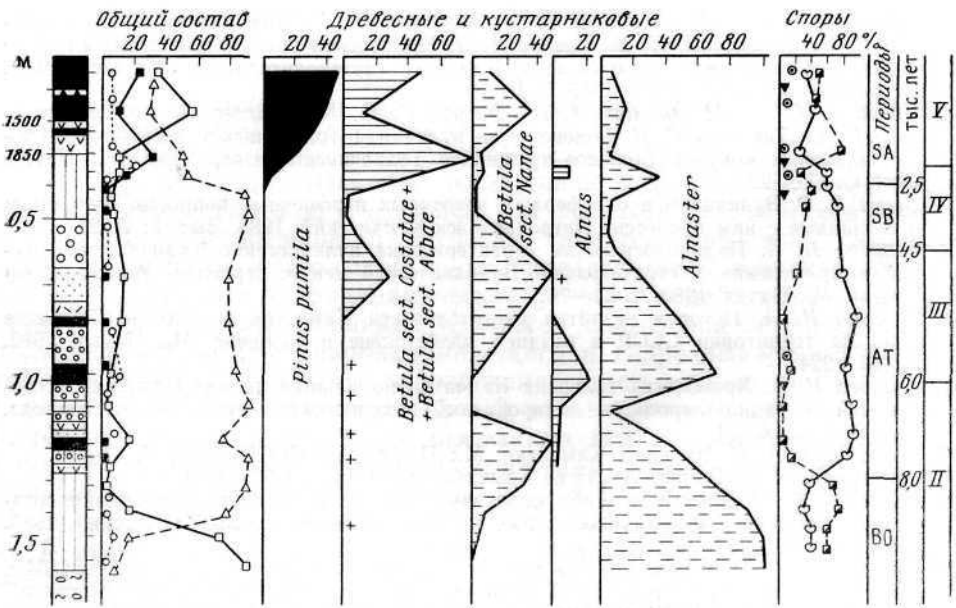 Общий состав
Древесные и кустарниковые
Споры
20 40 60 80
20 40
20 40 60
20 40
20
20 40 60 80
40 80%
м
1500
1850
0,5
1,0
1,5
Pinus pumila
Betula sect. Costatae
+ Betula sect. Albae
Betula
sect. Nanae
Alnus
Alnaster
Периоды
тыс. лет
V
SA
2,5
IV
SB
4,5
III
AT
6,0
8,0
II
BO